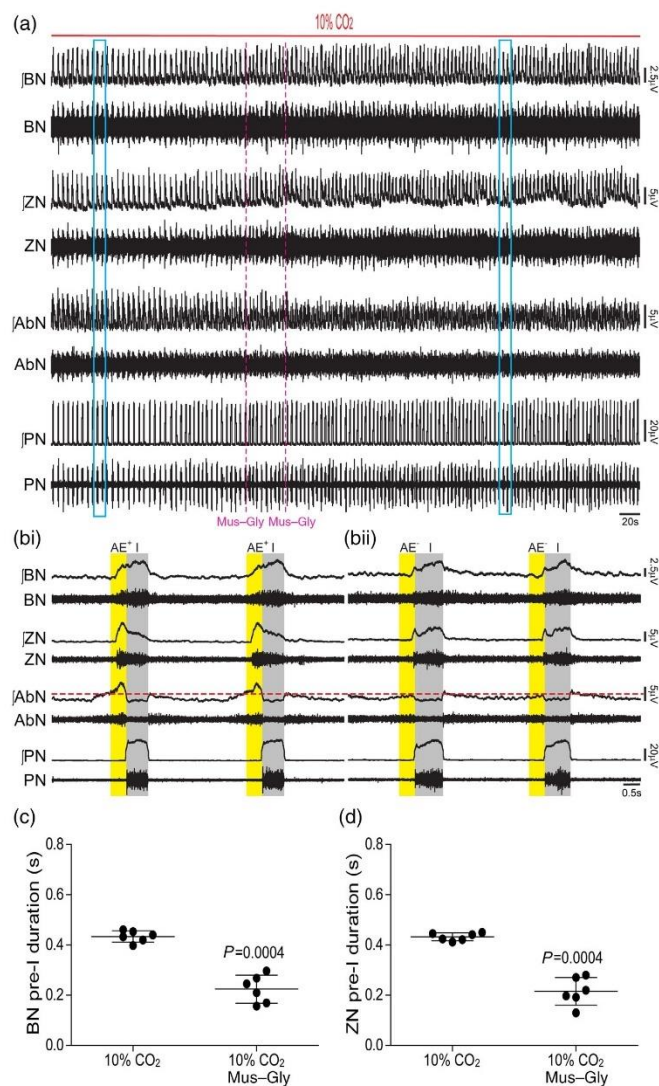 (a)
10% CO₂
∫BN
2.5µV
BN
∫ZN
5µV
ZN
∫AbN
5µV
AbN
∫PN
20µV
PN
Mus–Gly Mus–Gly
20s
(bi)
(bii)
AE⁺ I
AE⁺ I
AE⁻ I
AE⁻ I
∫BN
2.5µV
BN
∫ZN
5µV
ZN
∫AbN
5µV
AbN
∫PN
20µV
PN
0.5s
(c)
BN pre-I duration (s)
0.8
0.6
0.4
0.2
0.0
P=0.0004
10% CO₂
10% CO₂
Mus–Gly
(d)
ZN pre-I duration (s)
0.8
0.6
0.4
0.2
0.0
P=0.0004
10% CO₂
10% CO₂
Mus–Gly